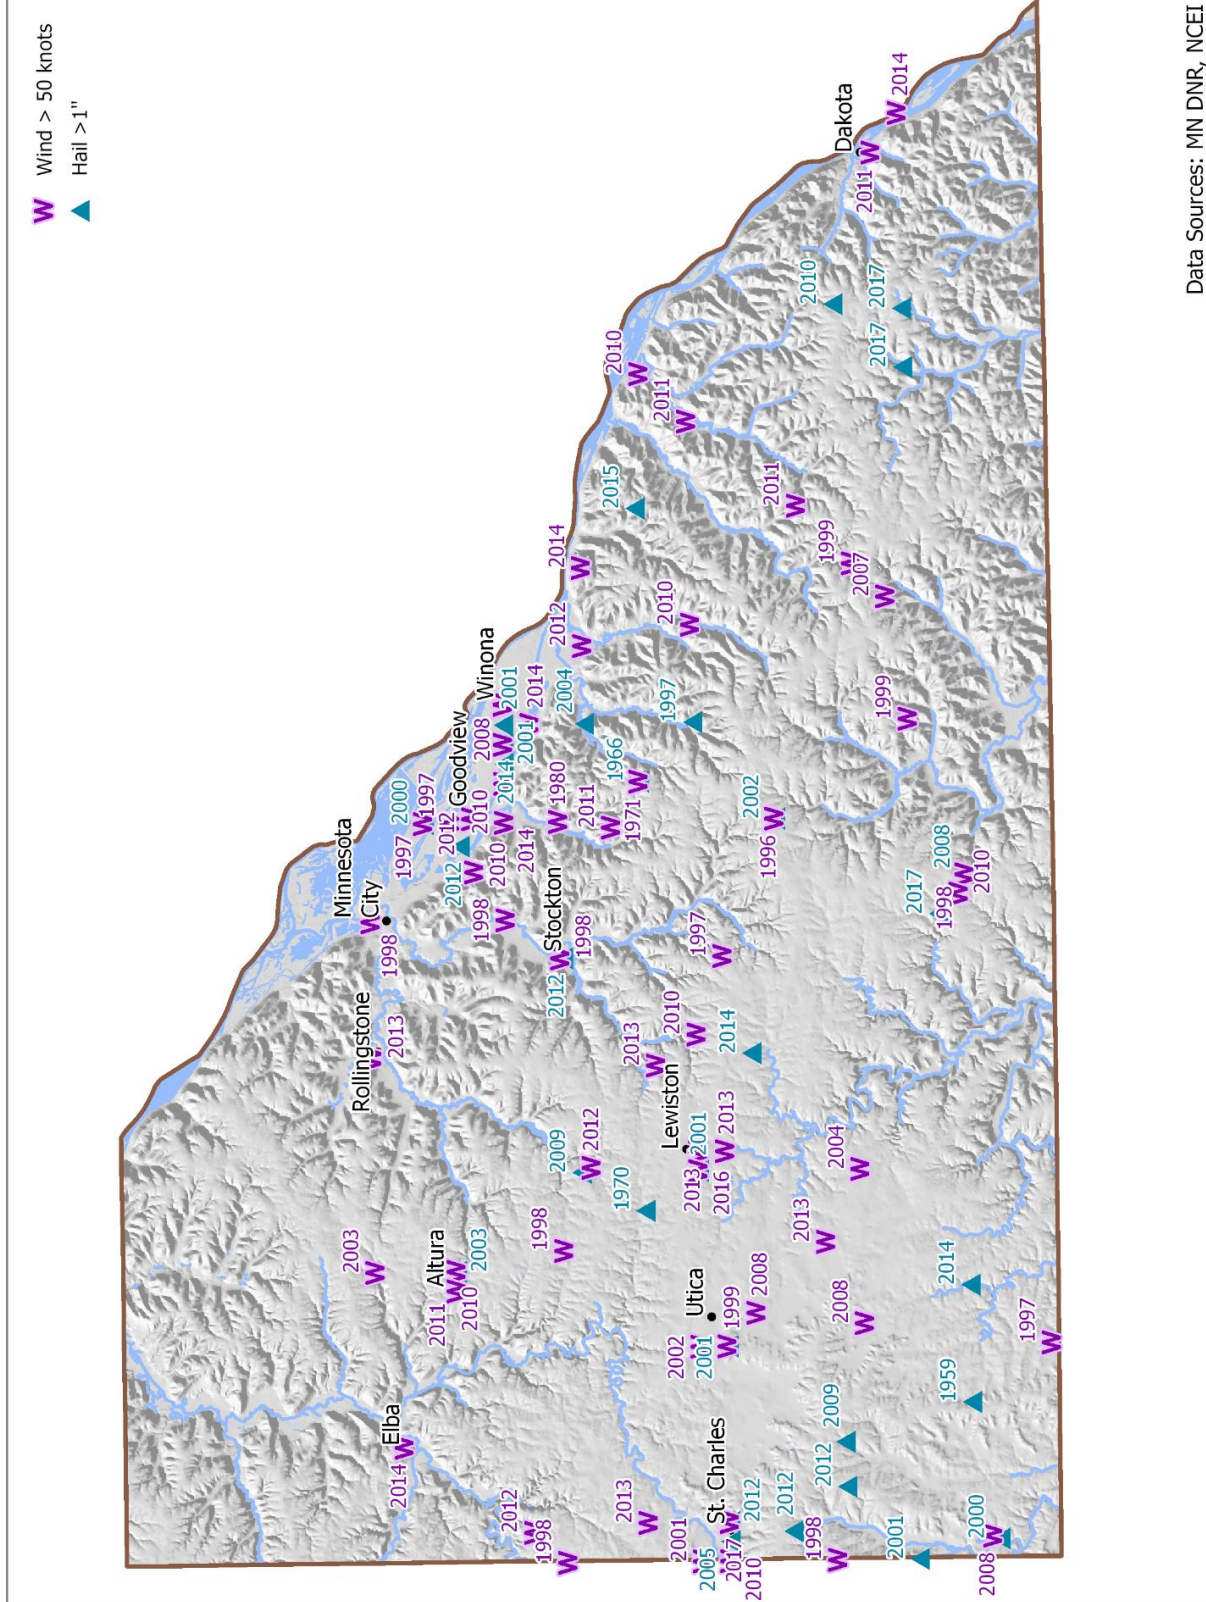 W Wind > 50 knots
Hail >1"
Dakota
W 2014
2011 W
2010
2017
2017
2010
W
2011
W
2015
2011
W
2014
W
1999
W
2007
W
2012
W
2010
W
Winona
W
2001
2014
W
2004
1997
1999
W
Goodview
2008
W
2001
2014
1966
W
2000
1997
W
1997
2012
W
2010
W
2014
1980
W
2011
W
1971
2002
W
1996
2012
W
2010
2008
W
2010
2017
1998
W
Minnesota
City
W
1998
1998
W
Stockton
W
1998
2012
1997
W
Rollingstone
W
2013
2013
W
2010
W
2014
Lewiston
2009
W
2012
1970
2001
W
2013
W
2013
2016
2004
W
2013
W
2003
W
Altura
W
2003
W
2011
2010
1998
W
Utica
2002
W
2001
1999
W
2008
W
2008
W
2014
1997
W
1959
Elba
W
2014
2009
2012
St. Charles
2012
W
2012
2013
W
2012
W
1998
W
2001
W
2005
2017
W
2010
1998
W
2001
2000
W
2008
Data Sources: MN DNR, NCEI